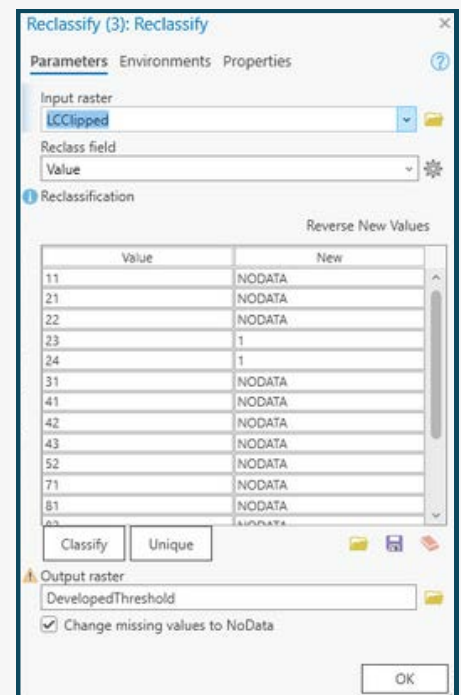 Reclassify (3): Reclassify
Parameters Environments Properties
Input raster
LCClipped
Reclass field
Value
Reclassification
Reverse New Values
Value New
11 NODATA
21 NODATA
22 NODATA
23 1
24 1
31 NODATA
41 NODATA
42 NODATA
43 NODATA
52 NODATA
71 NODATA
81 NODATA
82 NODATA
Classify Unique
Output raster
DevelopedThreshold
Change missing values to NoData
OK